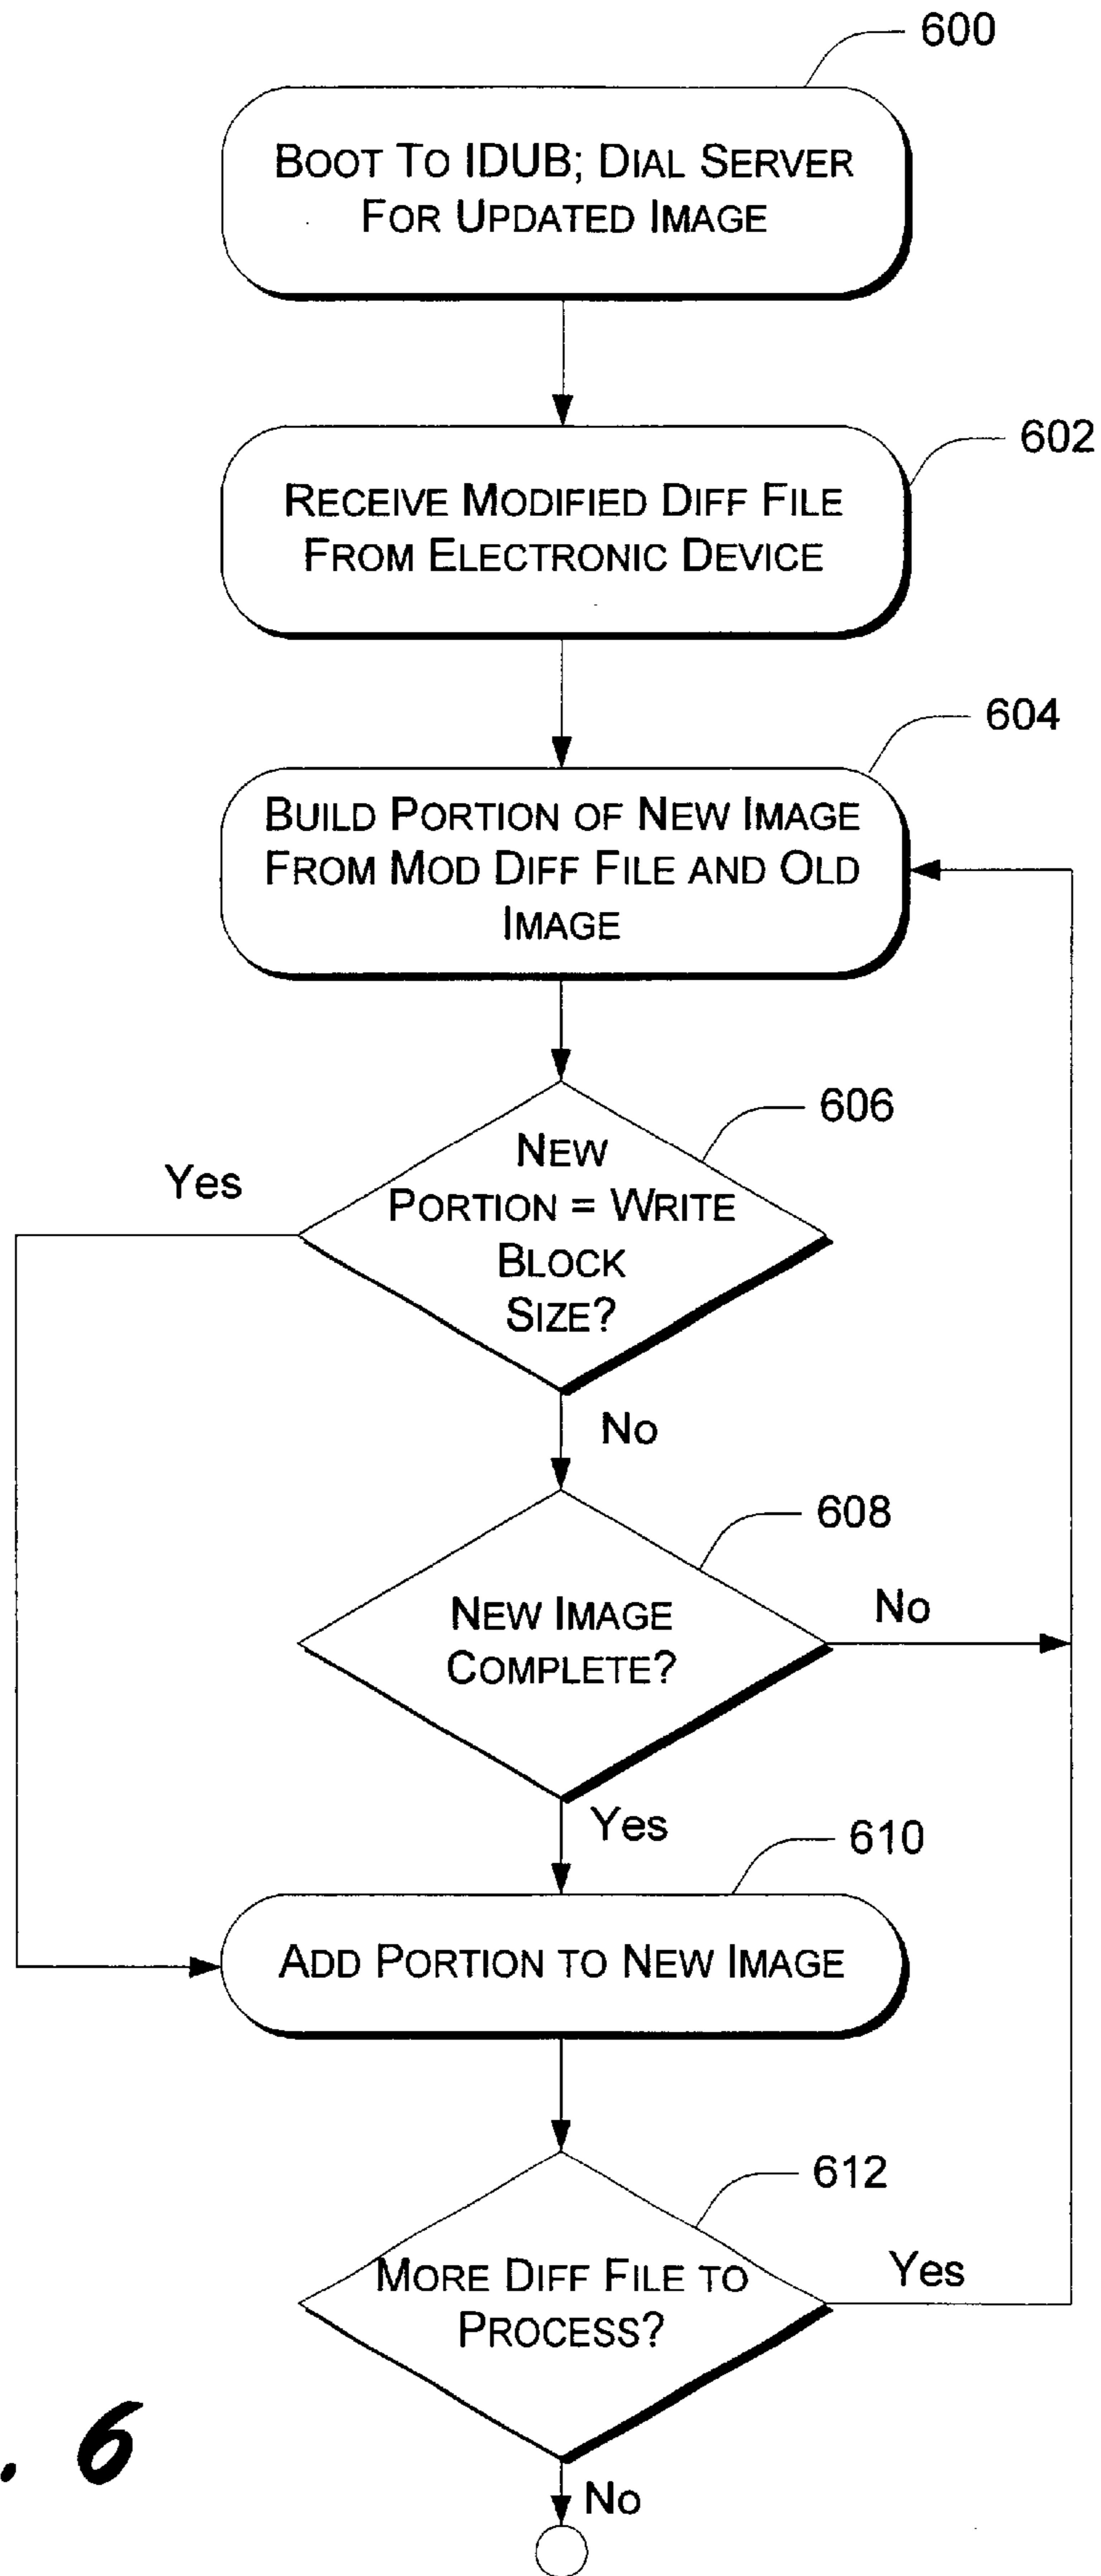 600
BOOT TO IDUB; DIAL SERVER
FOR UPDATED IMAGE
602
RECEIVE MODIFIED DIFF FILE
FROM ELECTRONIC DEVICE
604
BUILD PORTION OF NEW IMAGE
FROM MOD DIFF FILE AND OLD
IMAGE
606
Yes
NEW
PORTION = WRITE
BLOCK
SIZE?
No
608
NEW IMAGE
COMPLETE?
No
Yes
610
ADD PORTION TO NEW IMAGE
612
MORE DIFF FILE TO
PROCESS?
Yes
. 6
No